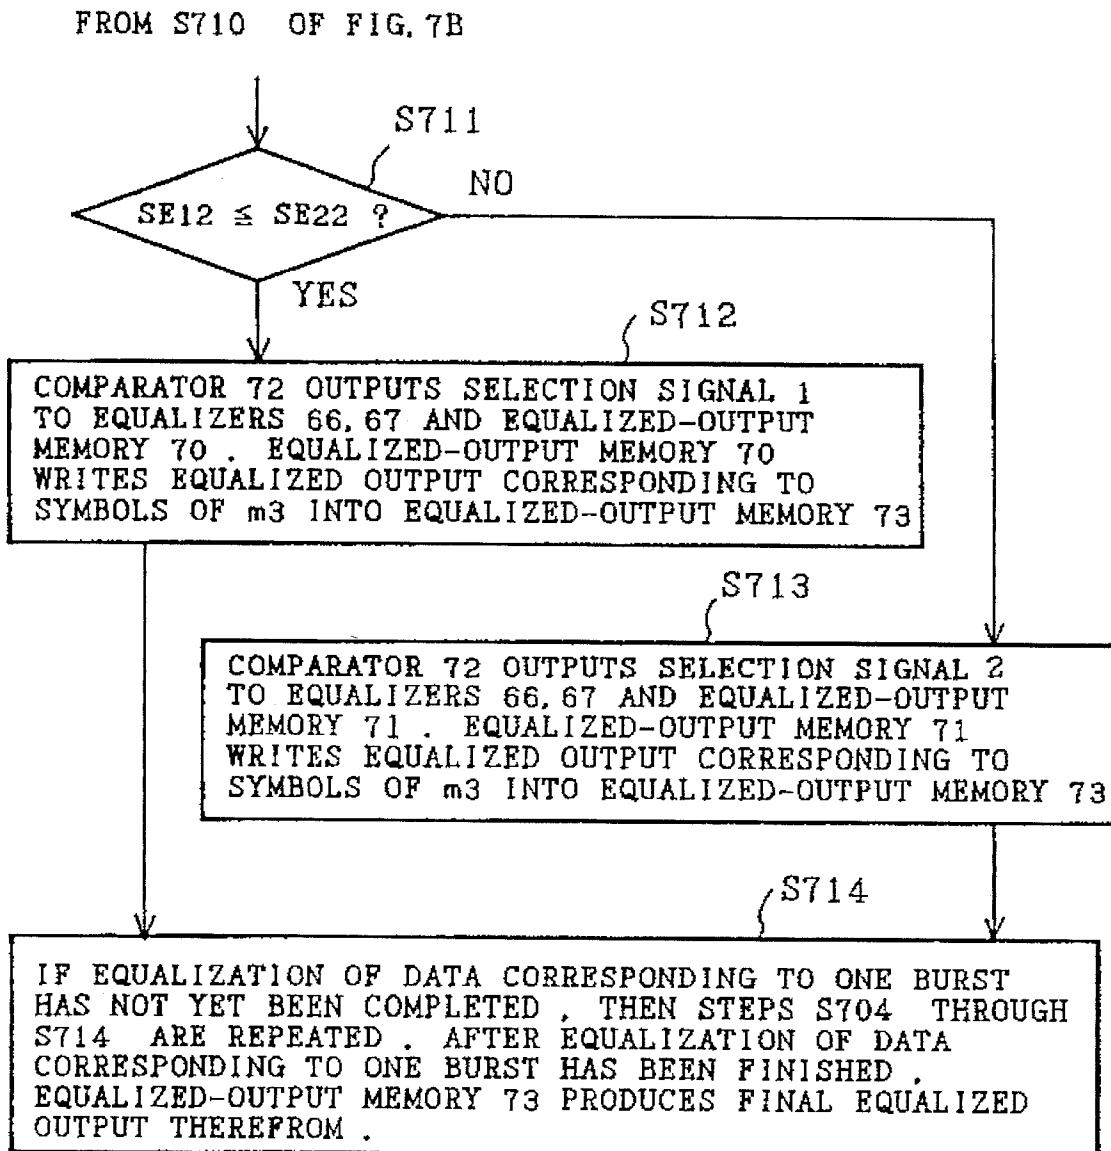 FROM S710 OF FIG. 7B
S711
SE12 ≦ SE22 ?
NO
YES
S712
COMPARATOR 72 OUTPUTS SELECTION SIGNAL 1
TO EQUALIZERS 66, 67 AND EQUALIZED-OUTPUT
MEMORY 70 . EQUALIZED-OUTPUT MEMORY 70
WRITES EQUALIZED OUTPUT CORRESPONDING TO
SYMBOLS OF m3 INTO EQUALIZED-OUTPUT MEMORY 73
S713
COMPARATOR 72 OUTPUTS SELECTION SIGNAL 2
TO EQUALIZERS 66, 67 AND EQUALIZED-OUTPUT
MEMORY 71 . EQUALIZED-OUTPUT MEMORY 71
WRITES EQUALIZED OUTPUT CORRESPONDING TO
SYMBOLS OF m3 INTO EQUALIZED-OUTPUT MEMORY 73
S714
IF EQUALIZATION OF DATA CORRESPONDING TO ONE BURST
HAS NOT YET BEEN COMPLETED , THEN STEPS S704 THROUGH
S714 ARE REPEATED . AFTER EQUALIZATION OF DATA
CORRESPONDING TO ONE BURST HAS BEEN FINISHED ,
EQUALIZED-OUTPUT MEMORY 73 PRODUCES FINAL EQUALIZED
OUTPUT THEREFROM .